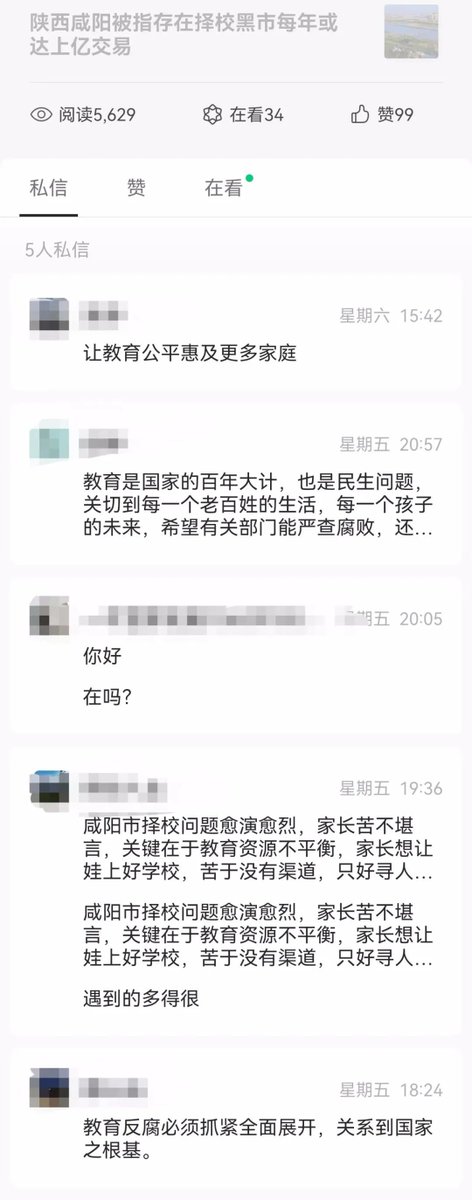 陕西咸阳被指存在择校黑市每年或
达上亿交易
阅读5,629
在看34
赞99
私信
赞
在看
5人私信
星期六 15:42
让教育公平惠及更多家庭
星期五 20:57
教育是国家的百年大计，也是民生问题，
关切到每一个老百姓的生活，每一个孩子
的未来，希望有关部门能严查腐败，还...
期五 20:05
你好
在吗?
星期五 19:36
咸阳市择校问题愈演愈烈，家长苦不堪
言，关键在于教育资源不平衡，家长想让
娃上好学校，苦于没有渠道，只好寻人...
咸阳市择校问题愈演愈烈，家长苦不堪
言，关键在于教育资源不平衡，家长想让
娃上好学校，苦于没有渠道，只好寻人...
遇到的多得很
星期五 18:24
教育反腐必须抓紧全面展开，关系到国家
之根基。